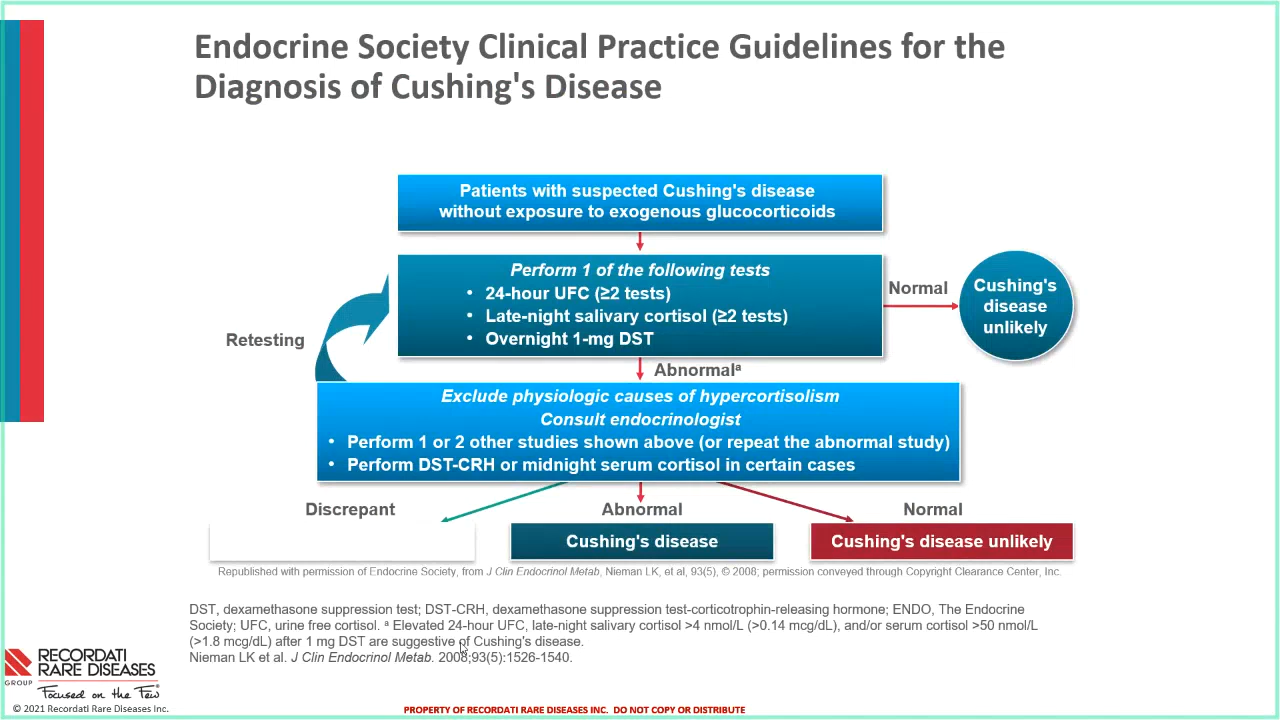 Endocrine Society Clinical Practice Guidelines for the
Diagnosis of Cushing's Disease
Patients with suspected Cushing's disease
without exposure to exogenous glucocorticoids
Perform 1 of the following tests
• 24-hour UFC (≥2 tests)
• Late-night salivary cortisol (≥2 tests)
• Overnight 1-mg DST
Normal
Cushing's
disease
unlikely
Retesting
Abnormalᵃ
Exclude physiologic causes of hypercortisolism
Consult endocrinologist
• Perform 1 or 2 other studies shown above (or repeat the abnormal study)
• Perform DST-CRH or midnight serum cortisol in certain cases
Discrepant
Abnormal
Normal
Cushing's disease
Cushing's disease unlikely
Republished with permission of Endocrine Society, from J Clin Endocrinol Metab, Nieman LK, et al, 93(5), © 2008; permission conveyed through Copyright Clearance Center, Inc.
DST, dexamethasone suppression test; DST-CRH, dexamethasone suppression test-corticotrophin-releasing hormone; ENDO, The Endocrine
Society; UFC, urine free cortisol. ᵃ Elevated 24-hour UFC, late-night salivary cortisol >4 nmol/L (>0.14 mcg/dL), and/or serum cortisol >50 nmol/L
(>1.8 mcg/dL) after 1 mg DST are suggestive of Cushing's disease.
Nieman LK et al. J Clin Endocrinol Metab. 2008;93(5):1526-1540.
RECORDATI
RARE DISEASES
GROUP
Focused on the Few®
© 2021 Recordati Rare Diseases Inc.
PROPERTY OF RECORDATI RARE DISEASES INC. DO NOT COPY OR DISTRIBUTE